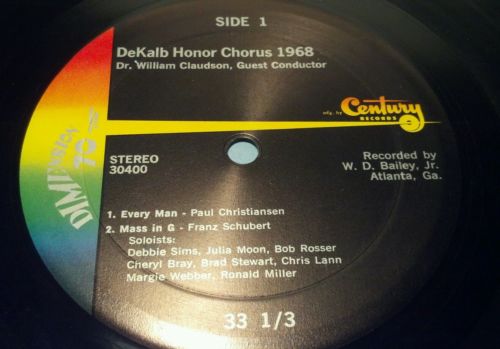 SIDE 1
DeKalb Honor Chorus 1968
Dr. William Claudson, Guest Conductor
mfg. by Century
RECORDS
DIMENSION 70
STEREO
30400
Recorded by
W. D. Bailey, Jr.
Atlanta, Ga.
1. Every Man - Paul Christiansen
2. Mass in G - Franz Schubert
Soloists:
Debbie Sims, Julia Moon, Bob Rosser
Cheryl Bray, Brad Stewart, Chris Lann
Margie Webber, Ronald Miller
33 1/3